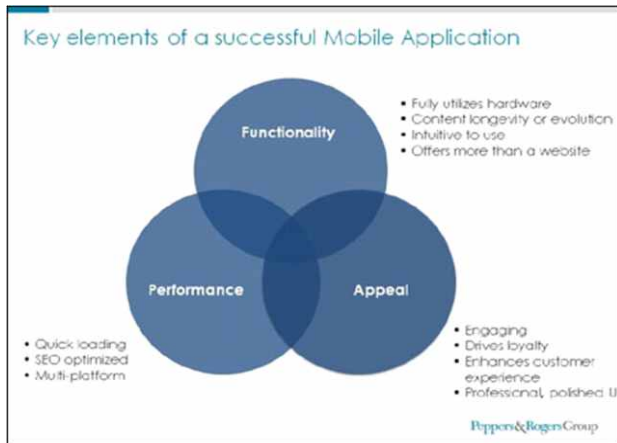 Key elements of a successful Mobile Application
Functionality
• Fully utilizes hardware
• Content longevity or evolution
• Intuitive to use
• Offers more than a website
Performance
Appeal
• Quick loading
• SEO optimized
• Multi-platform
• Engaging
• Drives loyalty
• Enhances customer
experience
• Professional, polished U
Peppers&RogersGroup